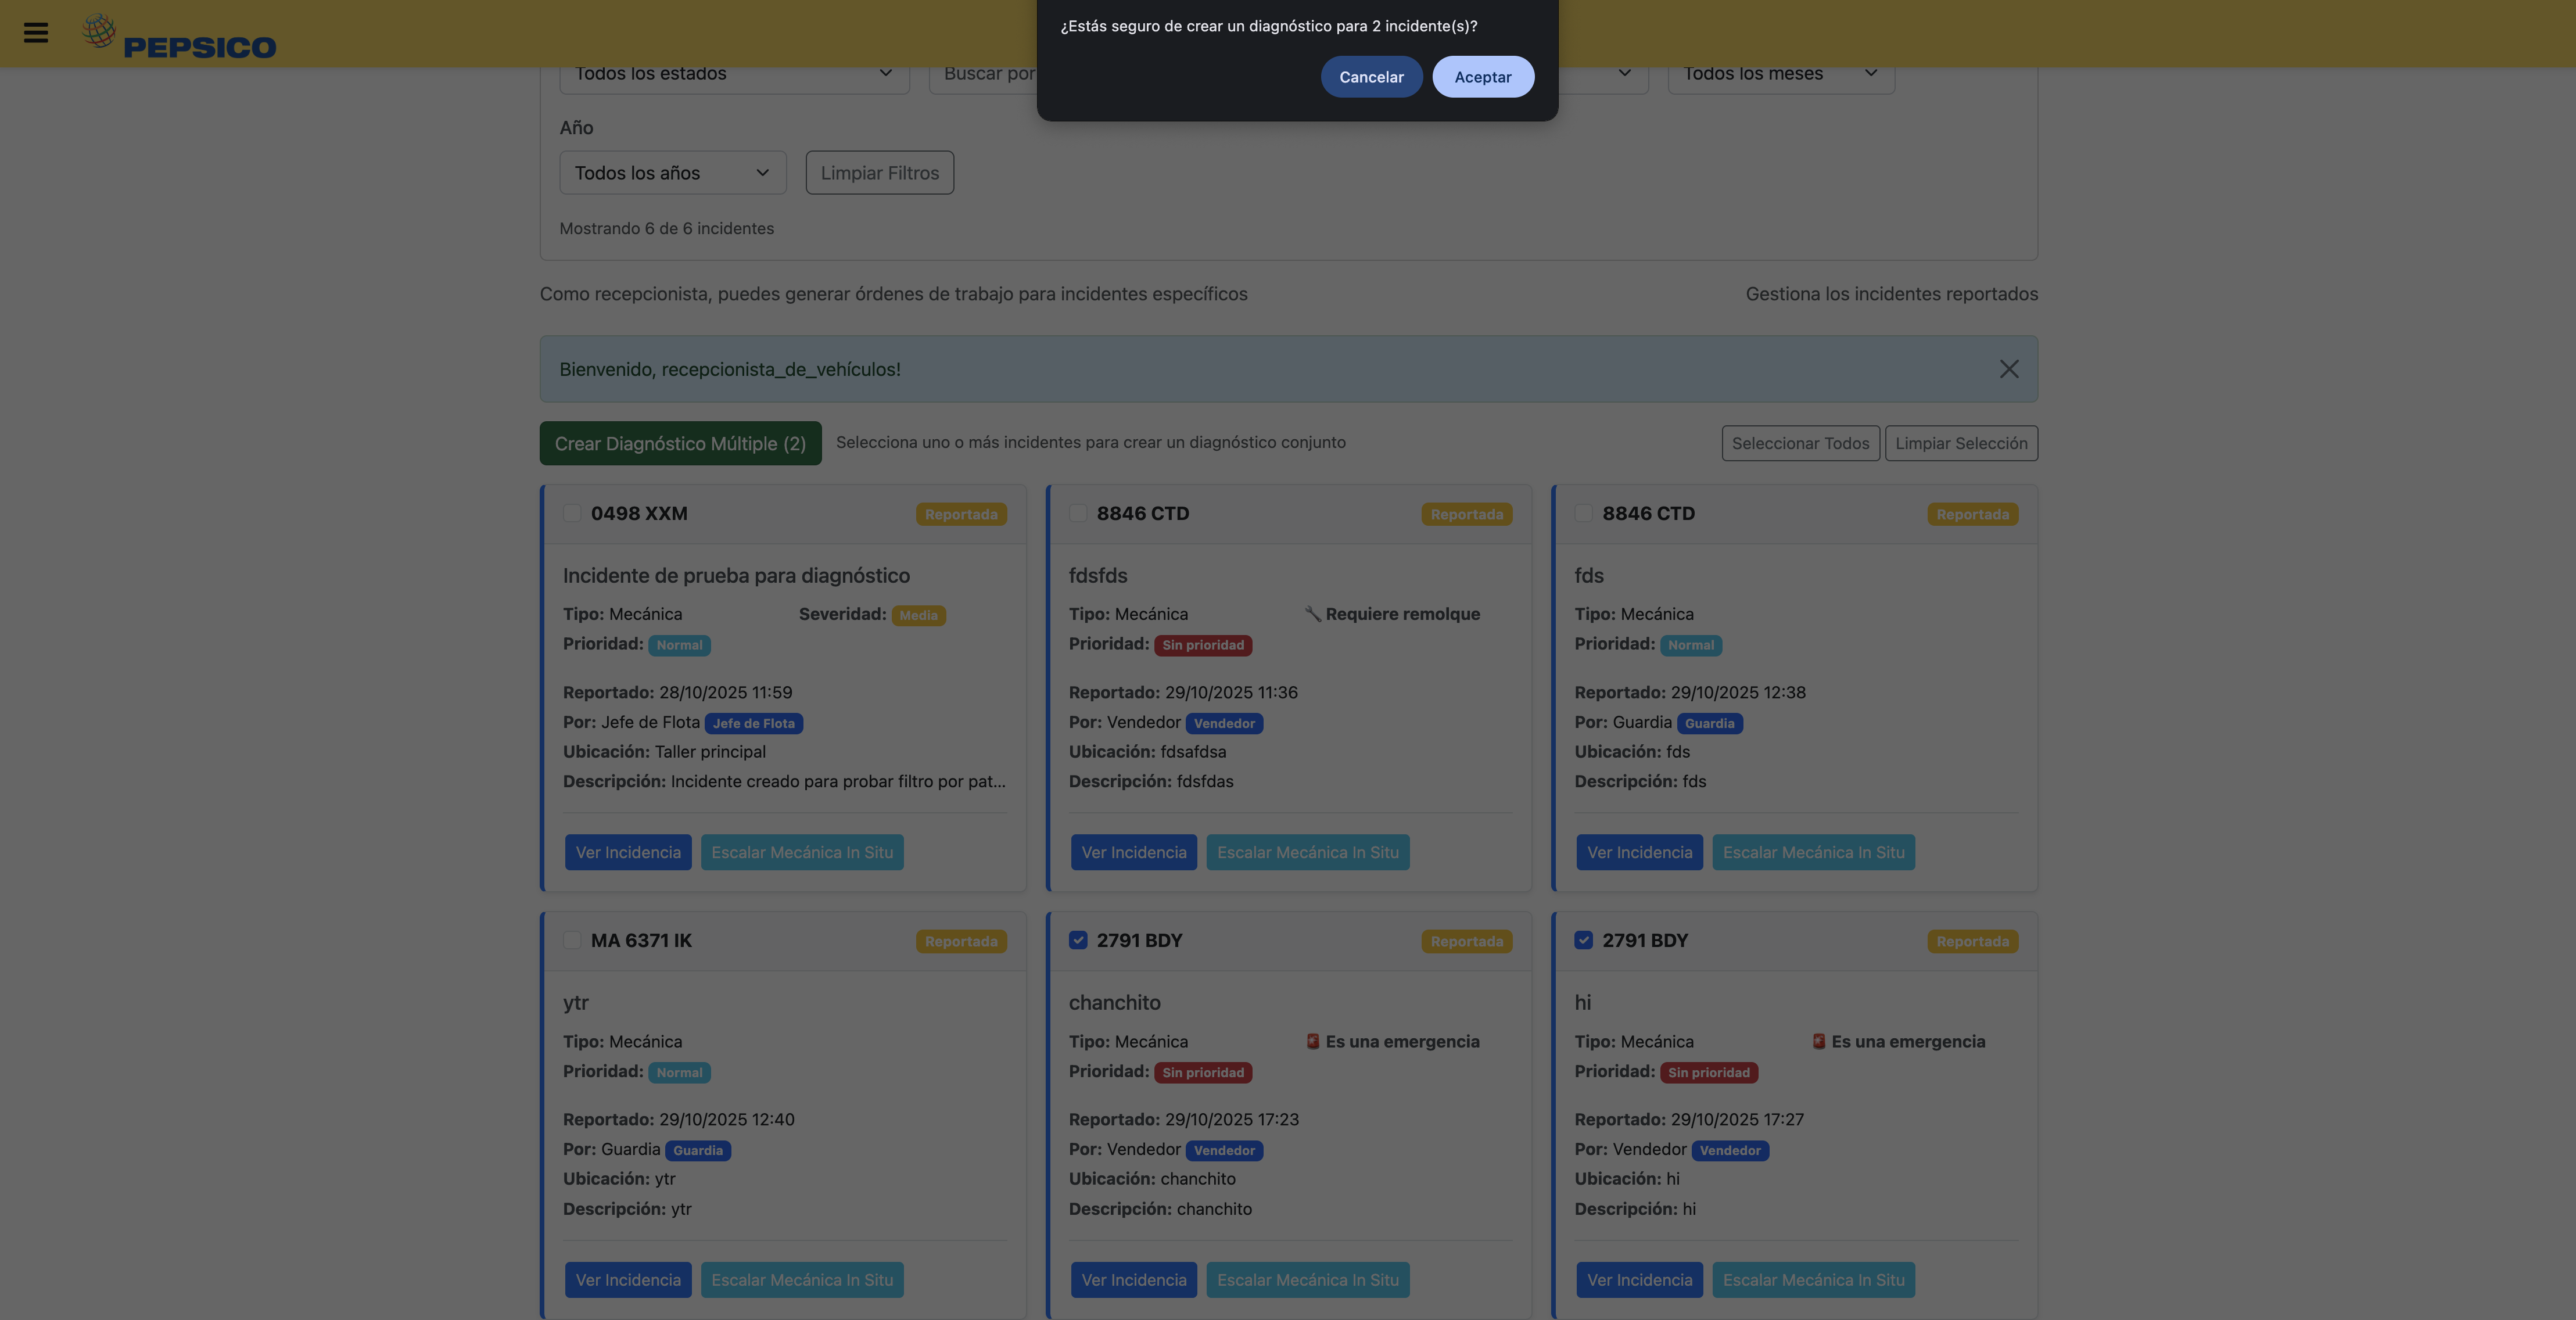 ¿Estás seguro de crear un diagnóstico para 2 incidente(s)?
Cancelar
Aceptar
PEPSICO
Todos los estados
Buscar por
Todos los meses
Año
Todos los años
Limpiar Filtros
Mostrando 6 de 6 incidentes
Como recepcionista, puedes generar órdenes de trabajo para incidentes específicos
Gestiona los incidentes reportados
Bienvenido, recepcionista_de_vehículos!
Crear Diagnóstico Múltiple (2)
Selecciona uno o más incidentes para crear un diagnóstico conjunto
Seleccionar Todos
Limpiar Selección
0498 XXM
Reportada
Incidente de prueba para diagnóstico
Tipo: Mecánica
Severidad: Media
Prioridad: Normal
Reportado: 28/10/2025 11:59
Por: Jefe de Flota Jefe de Flota
Ubicación: Taller principal
Descripción: Incidente creado para probar filtro por pat...
Ver Incidencia
Escalar Mecánica In Situ
8846 CTD
Reportada
fdsfds
Tipo: Mecánica
Requiere remolque
Prioridad: Sin prioridad
Reportado: 29/10/2025 11:36
Por: Vendedor Vendedor
Ubicación: fdsafdsa
Descripción: fdsfdas
Ver Incidencia
Escalar Mecánica In Situ
8846 CTD
Reportada
fds
Tipo: Mecánica
Prioridad: Normal
Reportado: 29/10/2025 12:38
Por: Guardia Guardia
Ubicación: fds
Descripción: fds
Ver Incidencia
Escalar Mecánica In Situ
MA 6371 IK
Reportada
ytr
Tipo: Mecánica
Prioridad: Normal
Reportado: 29/10/2025 12:40
Por: Guardia Guardia
Ubicación: ytr
Descripción: ytr
Ver Incidencia
Escalar Mecánica In Situ
2791 BDY
Reportada
chanchito
Tipo: Mecánica
Es una emergencia
Prioridad: Sin prioridad
Reportado: 29/10/2025 17:23
Por: Vendedor Vendedor
Ubicación: chanchito
Descripción: chanchito
Ver Incidencia
Escalar Mecánica In Situ
2791 BDY
Reportada
hi
Tipo: Mecánica
Es una emergencia
Prioridad: Sin prioridad
Reportado: 29/10/2025 17:27
Por: Vendedor Vendedor
Ubicación: hi
Descripción: hi
Ver Incidencia
Escalar Mecánica In Situ